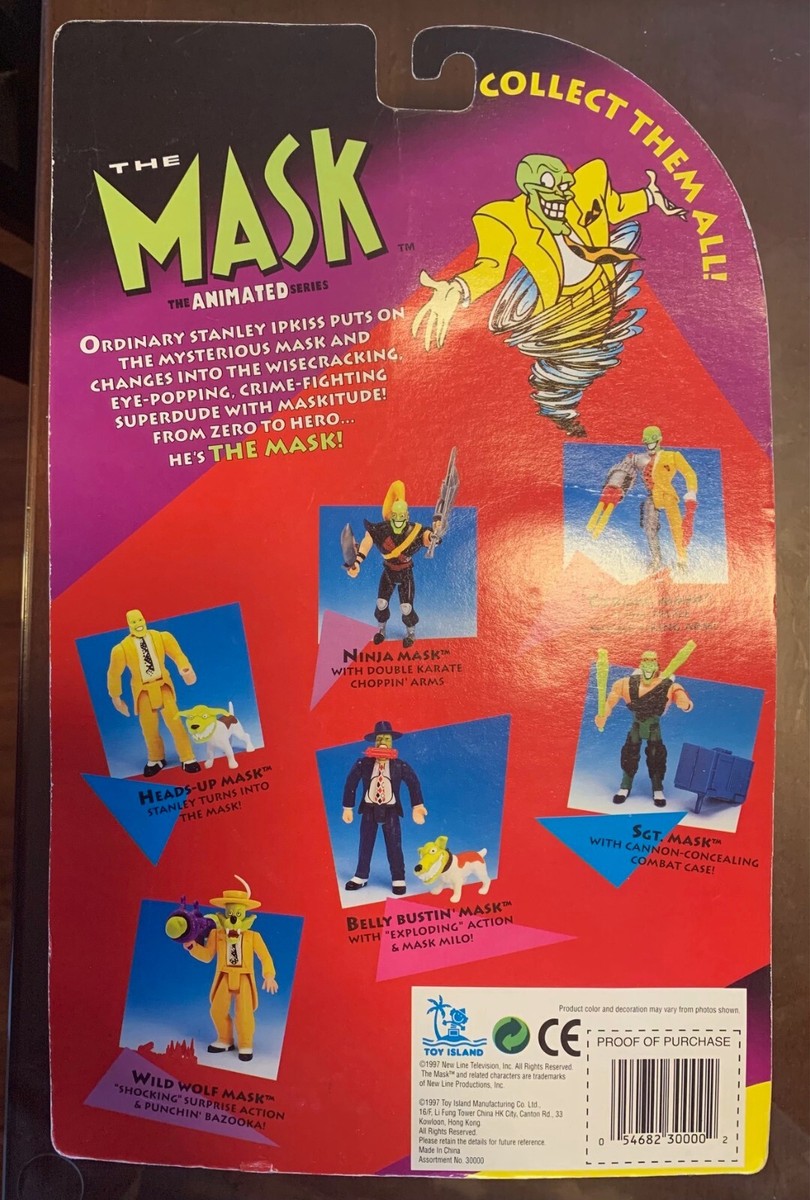 COLLECT THEM ALL!
THE
MASK™
THE ANIMATED SERIES
ORDINARY STANLEY IPKISS PUTS ON
THE MYSTERIOUS MASK AND
CHANGES INTO THE WISECRACKING,
EYE-POPPING, CRIME-FIGHTING
SUPERDUDE WITH MASKITUDE!
FROM ZERO TO HERO...
HE'S THE MASK!
NINJA MASK™
WITH DOUBLE KARATE
CHOPPIN' ARMS
HEADS-UP MASK™
STANLEY TURNS INTO
THE MASK!
SGT. MASK™
WITH CANNON-CONCEALING
COMBAT CASE!
BELLY BUSTIN' MASK™
WITH "EXPLODING" ACTION
& MASK MILO!
WILD WOLF MASK™
"SHOCKING" SURPRISE ACTION
& PUNCHIN' BAZOOKA!
Product color and decoration may vary from photos shown.
TOY ISLAND
CE
©1997 New Line Television, Inc. All Rights Reserved.
The Mask™ and related characters are trademarks
of New Line Productions, Inc.
©1997 Toy Island Manufacturing Co. Ltd.,
16/F, Li Fung Tower China HK City, Canton Rd., 33
Kowloon, Hong Kong.
All Rights Reserved.
Please retain the details for future reference.
Made In China
Assortment No. 30000
PROOF OF PURCHASE
0 54682 30000 2